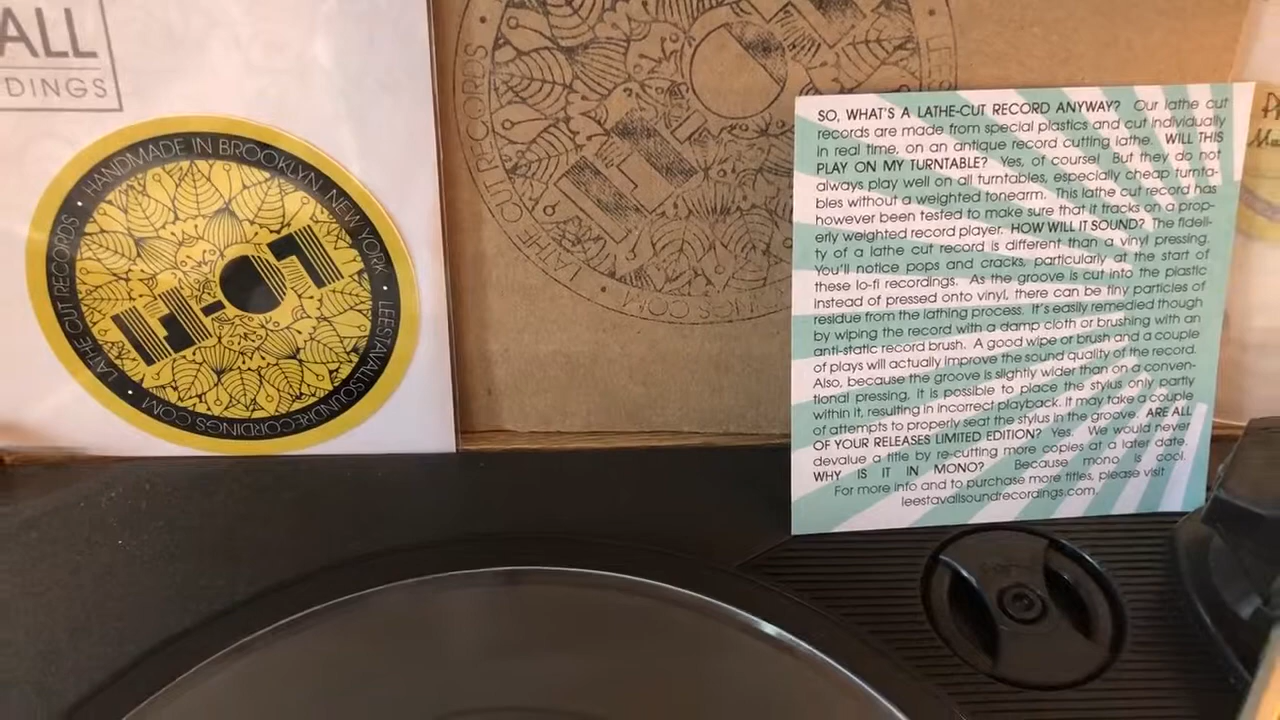 ALL
DINGS
HANDMADE IN BROOKLYN NEW YORK • LEESTAVALLSOUNDRECORDINGS.COM • LATHE CUT RECORDS •
LATHE CUT RECORDS
LEES
NGS.COM
SO, WHAT'S A LATHE-CUT RECORD ANYWAY? Our lathe cut
records are made from special plastics and cut individually
in real time, on an antique record cutting lathe. WILL THIS
PLAY ON MY TURNTABLE? Yes, of course! But they do not
always play well on all turntables, especially cheap turnta-
bles without a weighted tonearm. This lathe cut record has
however been tested to make sure that it tracks on a prop-
erly weighted record player. HOW WILL IT SOUND? The fideli-
ty of a lathe cut record is different than a vinyl pressing.
You'll notice pops and cracks, particularly at the start of
these lo-fi recordings. As the groove is cut into the plastic
instead of pressed onto vinyl, there can be tiny particles of
residue from the lathing process. It's easily remedied though
by wiping the record with a damp cloth or brushing with an
anti-static record brush. A good wipe or brush and a couple
of plays will actually improve the sound quality of the record.
Also, because the groove is slightly wider than on a conven-
tional pressing, it is possible to place the stylus only partly
within it, resulting in incorrect playback. It may take a couple
of attempts to properly seat the stylus in the groove. ARE ALL
OF YOUR RELEASES LIMITED EDITION? Yes. We would never
devalue a title by re-cutting more copies at a later date.
WHY IS IT IN MONO? Because mono is cool.
For more info and to purchase more titles, please visit
leestavallsoundrecordings.com.